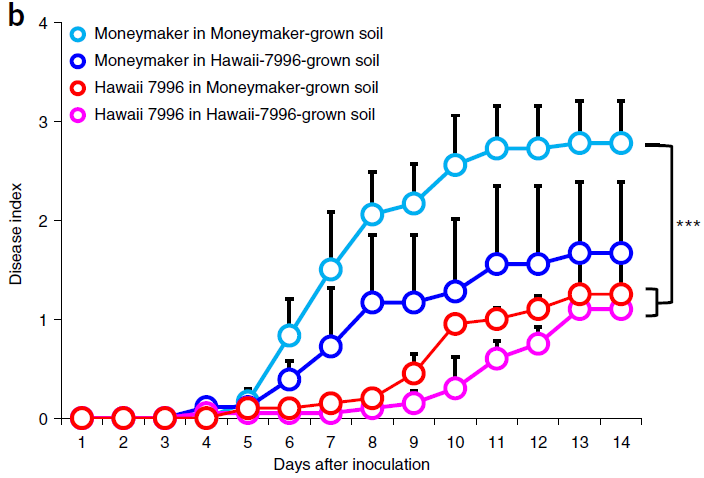 b
4
Moneymaker in Moneymaker-grown soil
Moneymaker in Hawaii-7996-grown soil
Hawaii 7996 in Moneymaker-grown soil
Hawaii 7996 in Hawaii-7996-grown soil
3
2
1
0
Disease index
***
1 2 3 4 5 6 7 8 9 10 11 12 13 14
Days after inoculation